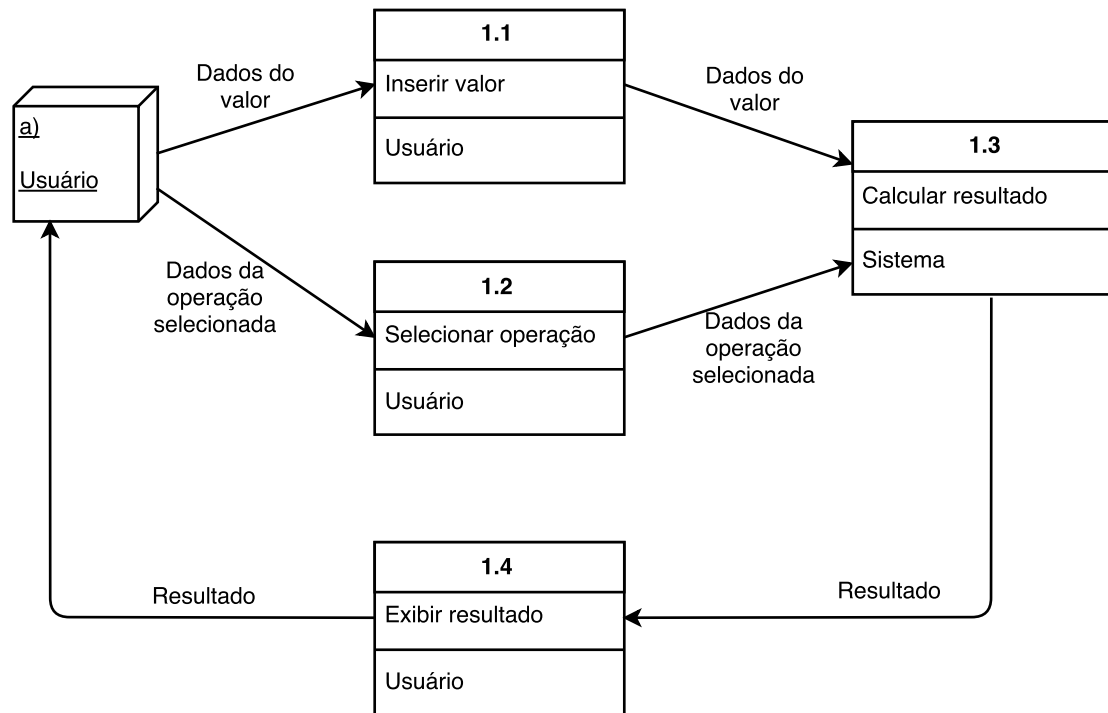 a)
Usuário
Dados do
valor
1.1
Inserir valor
Usuário
Dados do
valor
1.3
Calcular resultado
Sistema
Dados da
operação
selecionada
1.2
Selecionar operação
Usuário
Dados da
operação
selecionada
Resultado
1.4
Exibir resultado
Usuário
Resultado